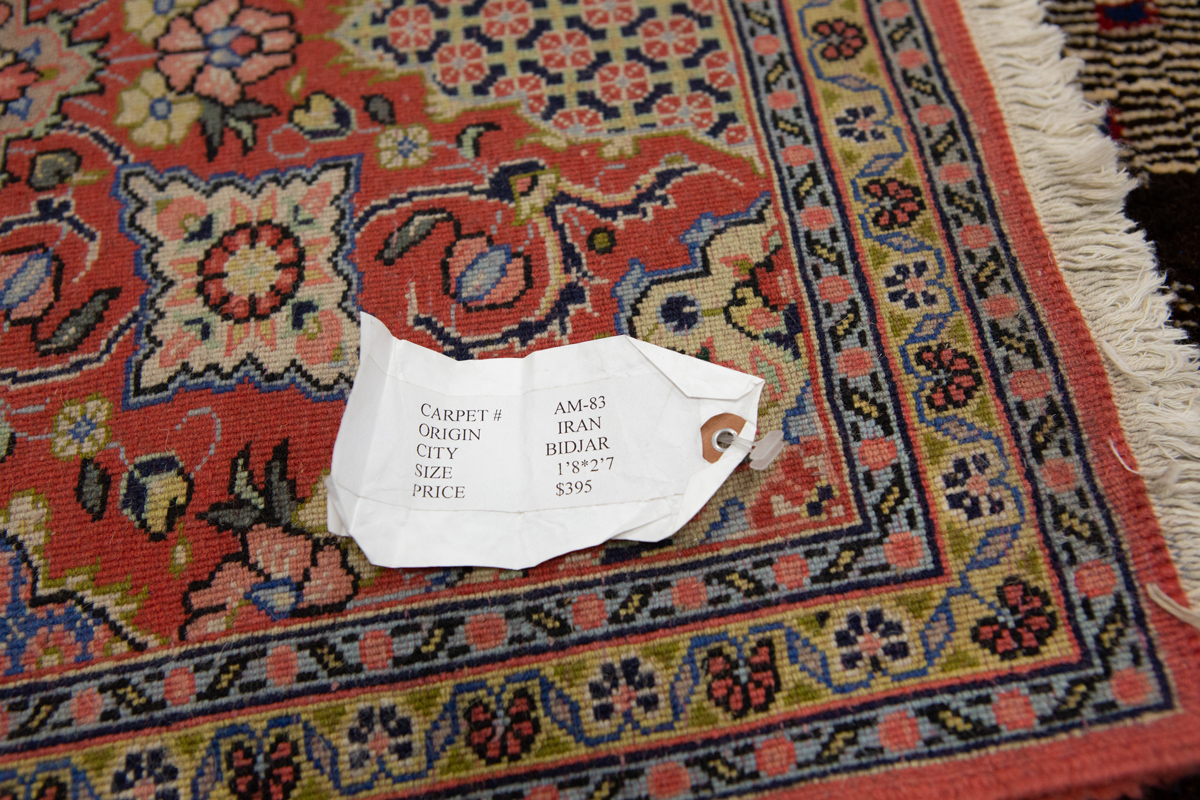 CARPET # AM-83
ORIGIN IRAN
CITY BIDJAR
SIZE 1'8*2'7
PRICE $395